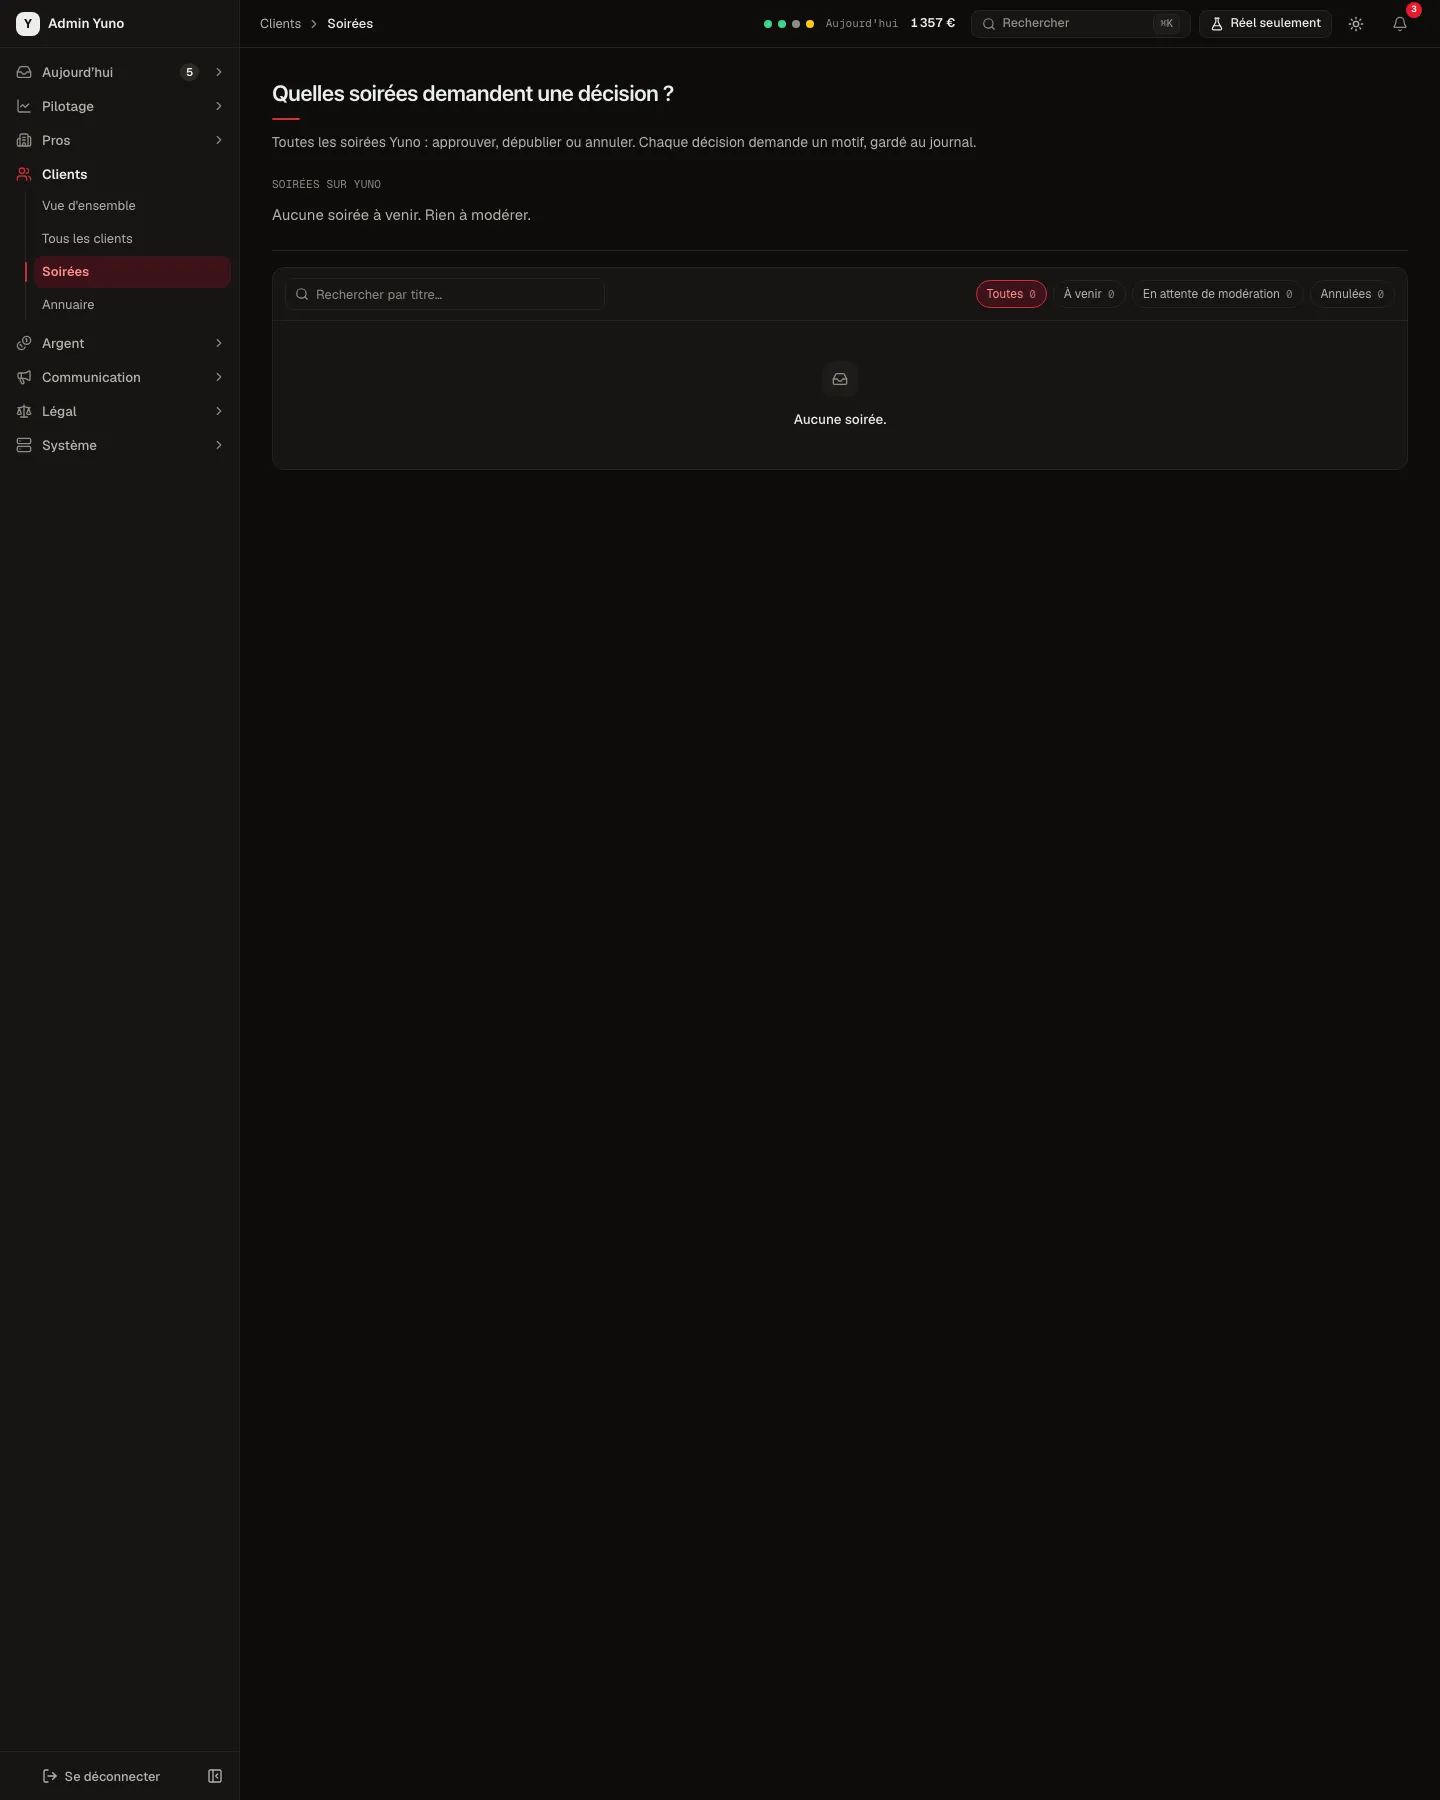 Y Admin Yuno
Clients > Soirées
Aujourd'hui 1 357 €
Rechercher ⌘K
Réel seulement
3
Aujourd'hui 5
Pilotage
Pros
Clients
Vue d'ensemble
Tous les clients
Soirées
Annuaire
Argent
Communication
Légal
Système
Quelles soirées demandent une décision ?
Toutes les soirées Yuno : approuver, dépublier ou annuler. Chaque décision demande un motif, gardé au journal.
SOIRÉES SUR YUNO
Aucune soirée à venir. Rien à modérer.
Rechercher par titre…
Toutes 0
À venir 0
En attente de modération 0
Annulées 0
Aucune soirée.
Se déconnecter